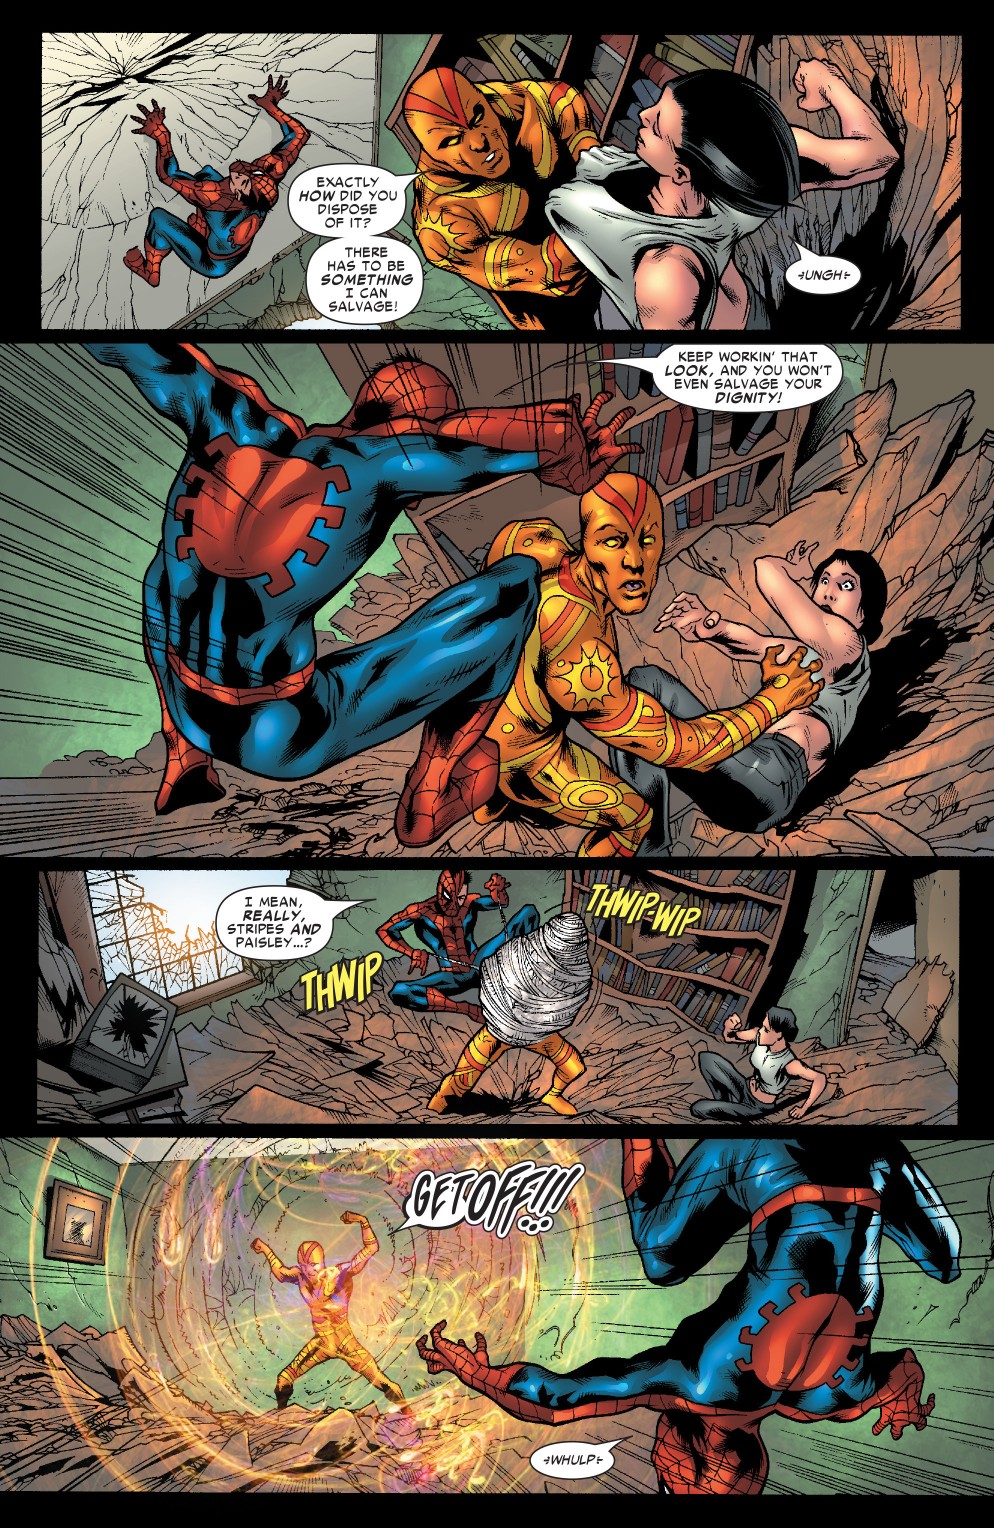 EXACTLY
HOW DID YOU
DISPOSE
OF IT?
THERE
HAS TO BE
SOMETHING
I CAN
SALVAGE!
UNGH
KEEP WORKIN' THAT
LOOK, AND YOU WON'T
EVEN SALVAGE YOUR
DIGNITY!
I MEAN,
REALLY,
STRIPES AND
PAISLEY...?
THWIP
THWIP-WIP
GET OFF!!!
WHULP